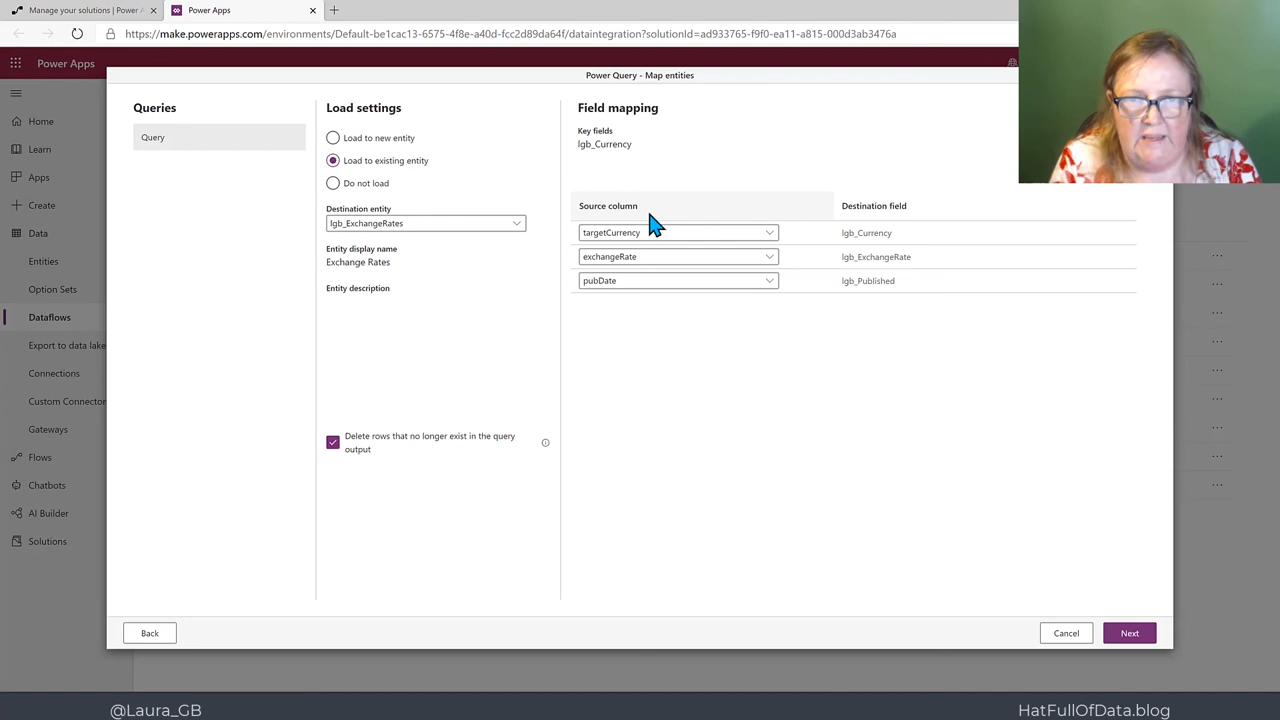 Manage your solutions | Power A
Power Apps
https://make.powerapps.com/environments/Default-be1cac13-6575-4f8e-a40d-fcc2d89da64f/dataintegration?solutionId=ad933765-f9f0-ea11-a815-000d3ab3476a
Power Apps
Power Query - Map entities
Home
Learn
Apps
Create
Data
Entities
Option Sets
Dataflows
Export to data lake
Connections
Custom Connector
Gateways
Flows
Chatbots
AI Builder
Solutions
Queries
Query
Load settings
Load to new entity
Load to existing entity
Do not load
Destination entity
lgb_ExchangeRates
Entity display name
Exchange Rates
Entity description
Delete rows that no longer exist in the query
output
Field mapping
Key fields
lgb_Currency
Source column Destination field
targetCurrency lgb_Currency
exchangeRate lgb_ExchangeRate
pubDate lgb_Published
Back
Cancel
Next
@Laura_GB
HatFullOfData.blog